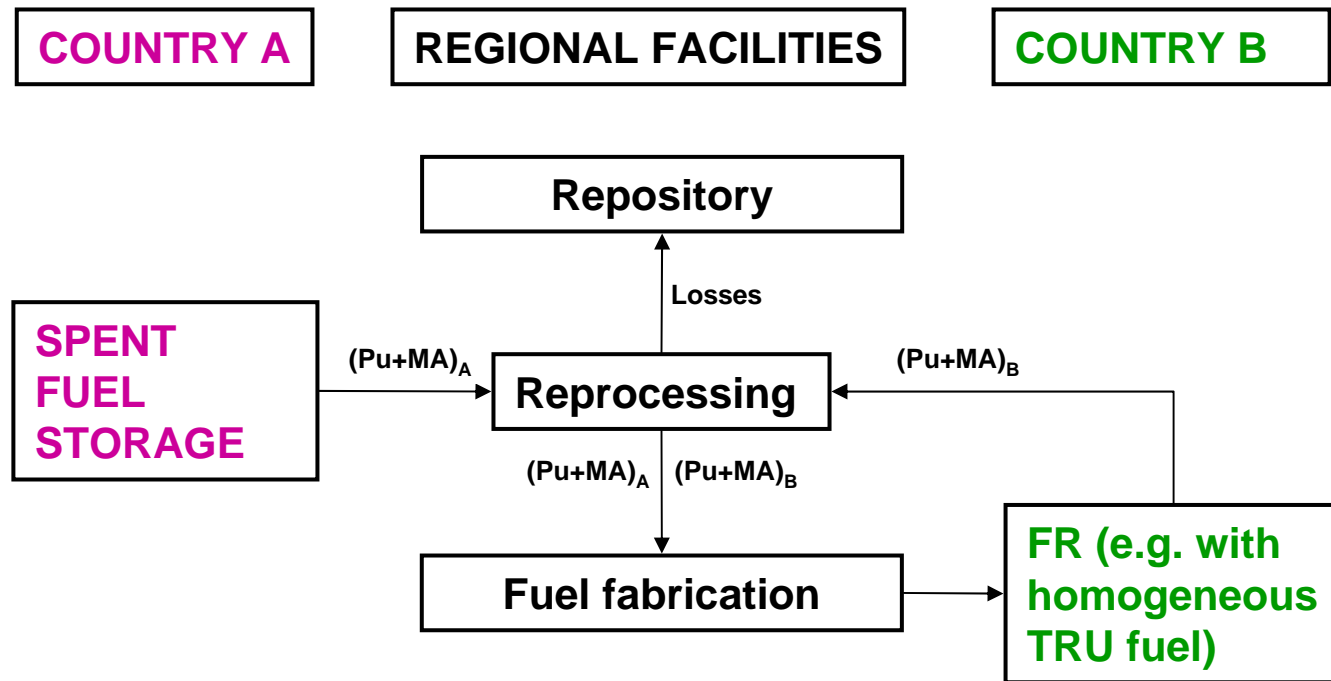 COUNTRY A
REGIONAL FACILITIES
COUNTRY B
Repository
Losses
SPENT
FUEL
STORAGE
(Pu+MA)A
Reprocessing
(Pu+MA)B
(Pu+MA)A
(Pu+MA)B
Fuel fabrication
FR (e.g. with
homogeneous
TRU fuel)